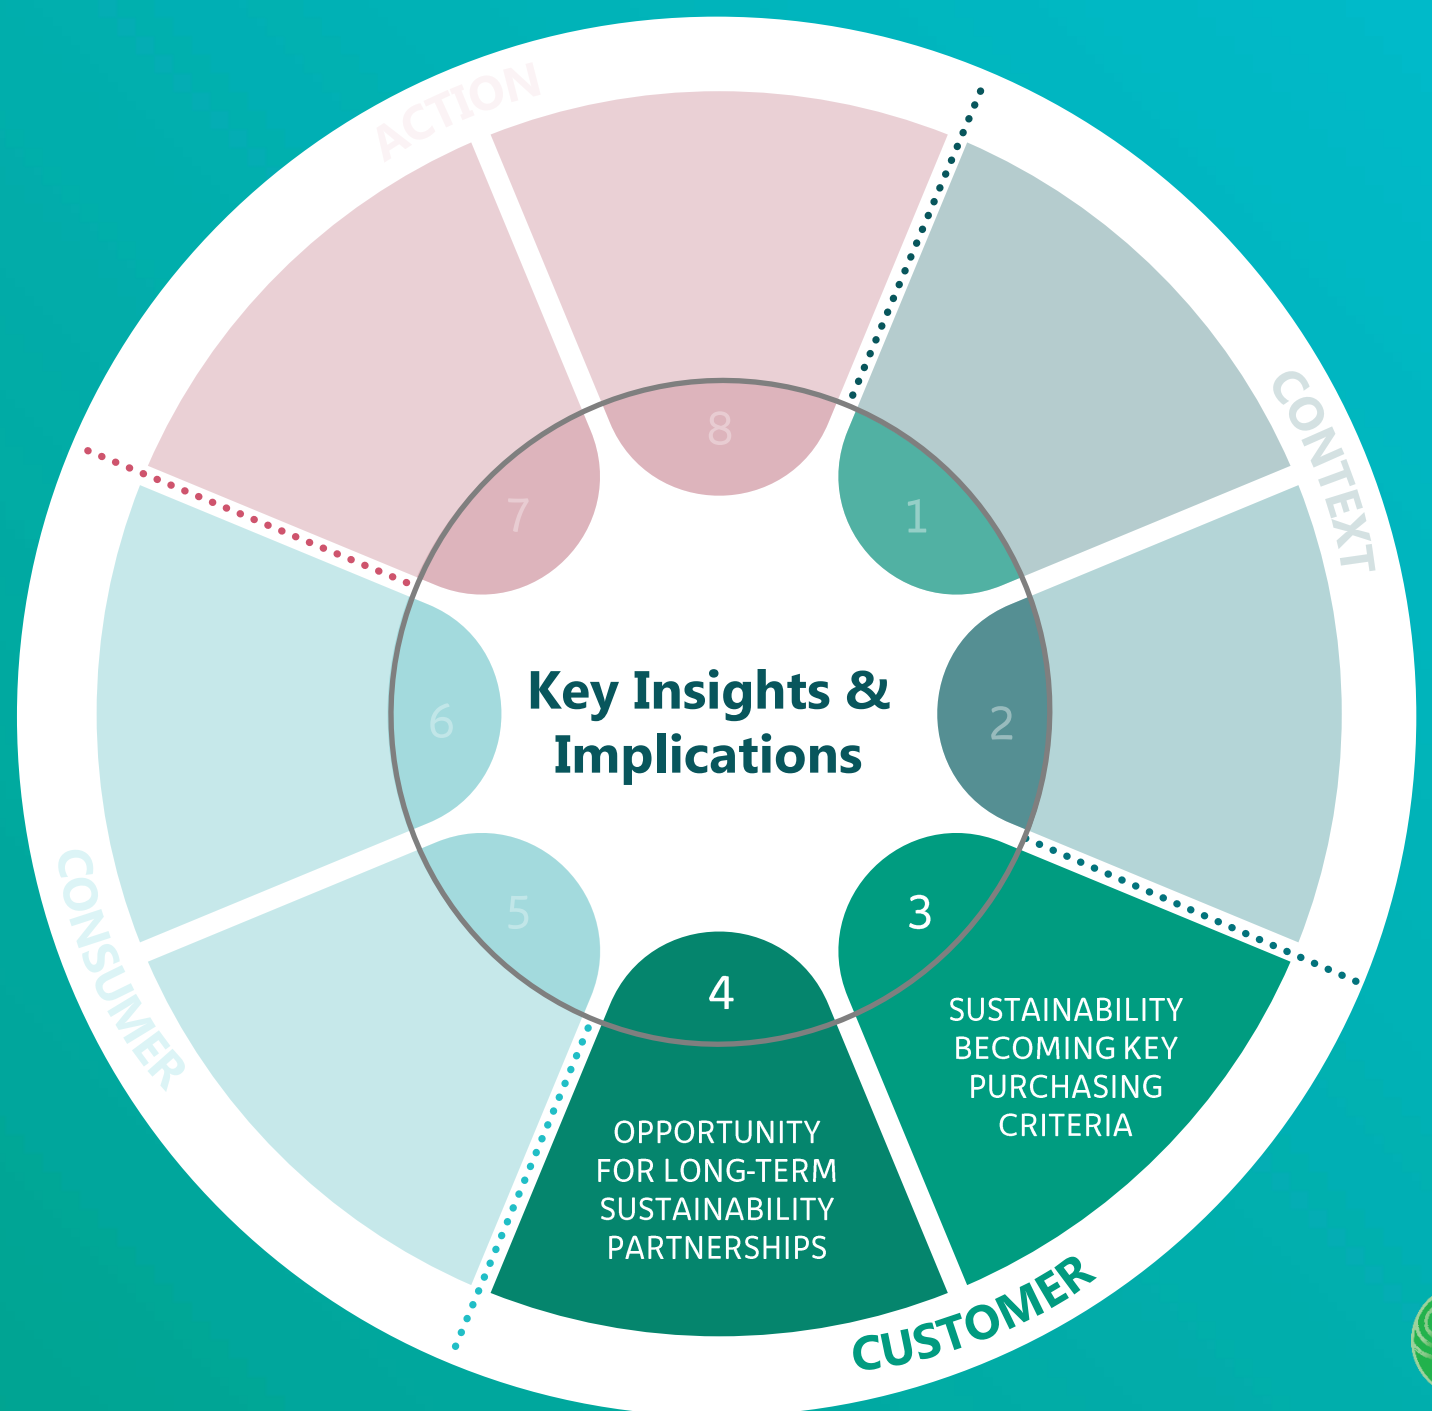 ACTION
CONTEXT
8
1
7
2
Key Insights &
Implications
6
3
5
4
SUSTAINABILITY
BECOMING KEY
PURCHASING
CRITERIA
OPPORTUNITY
FOR LONG-TERM
SUSTAINABILITY
PARTNERSHIPS
CONSUMER
CUSTOMER